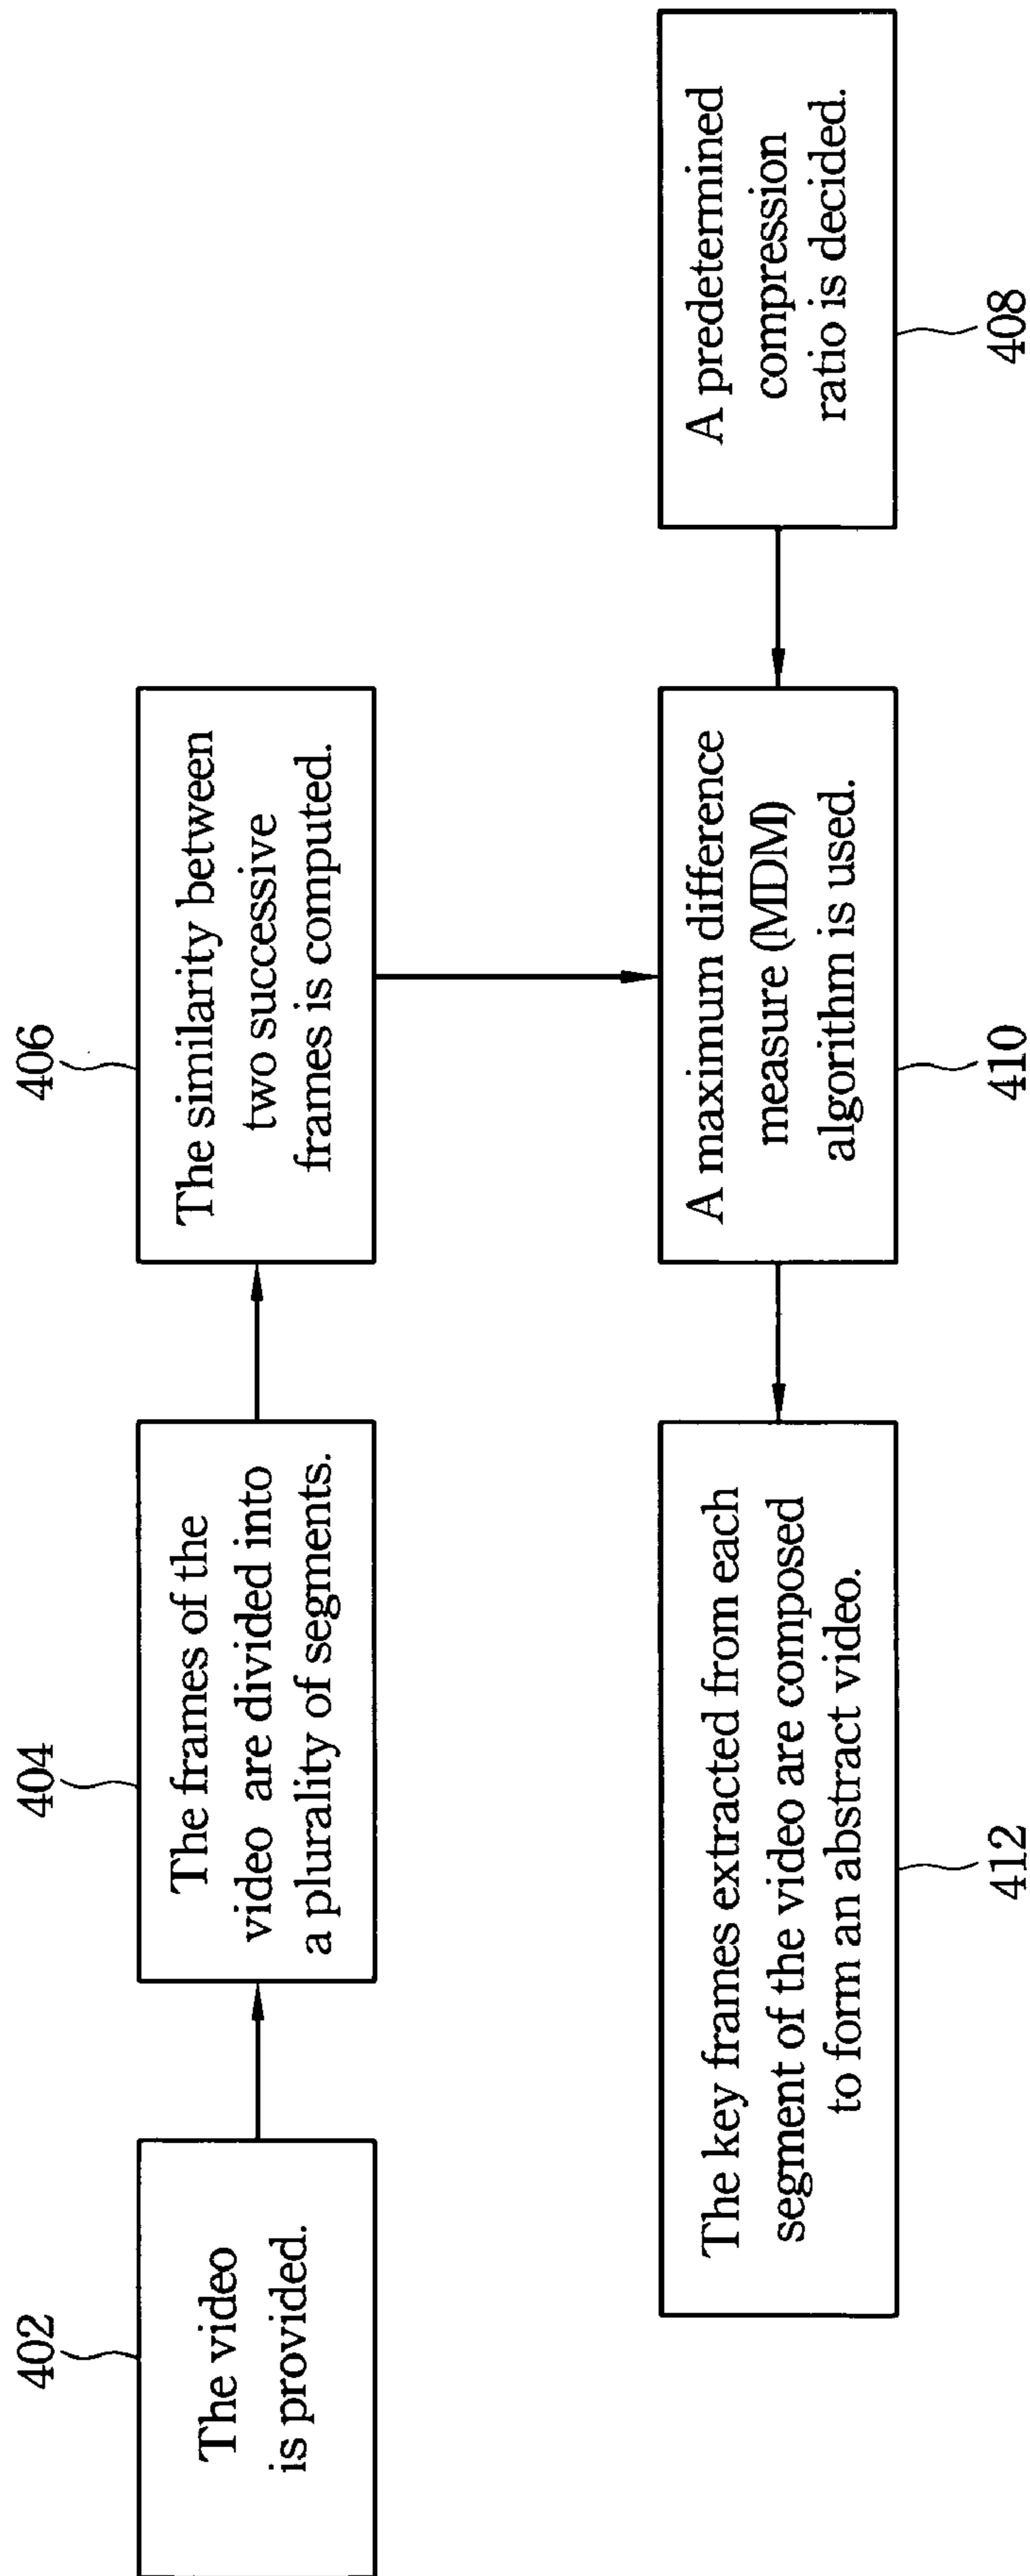 402
The video
is provided.
404
The frames of the
video are divided into
a plurality of segments.
406
The similarity between
two successive
frames is computed.
A predetermined
compression
ratio is decided.
408
A maximum difference
measure (MDM)
algorithm is used.
410
The key frames extracted from each
segment of the video are composed
to form an abstract video.
412